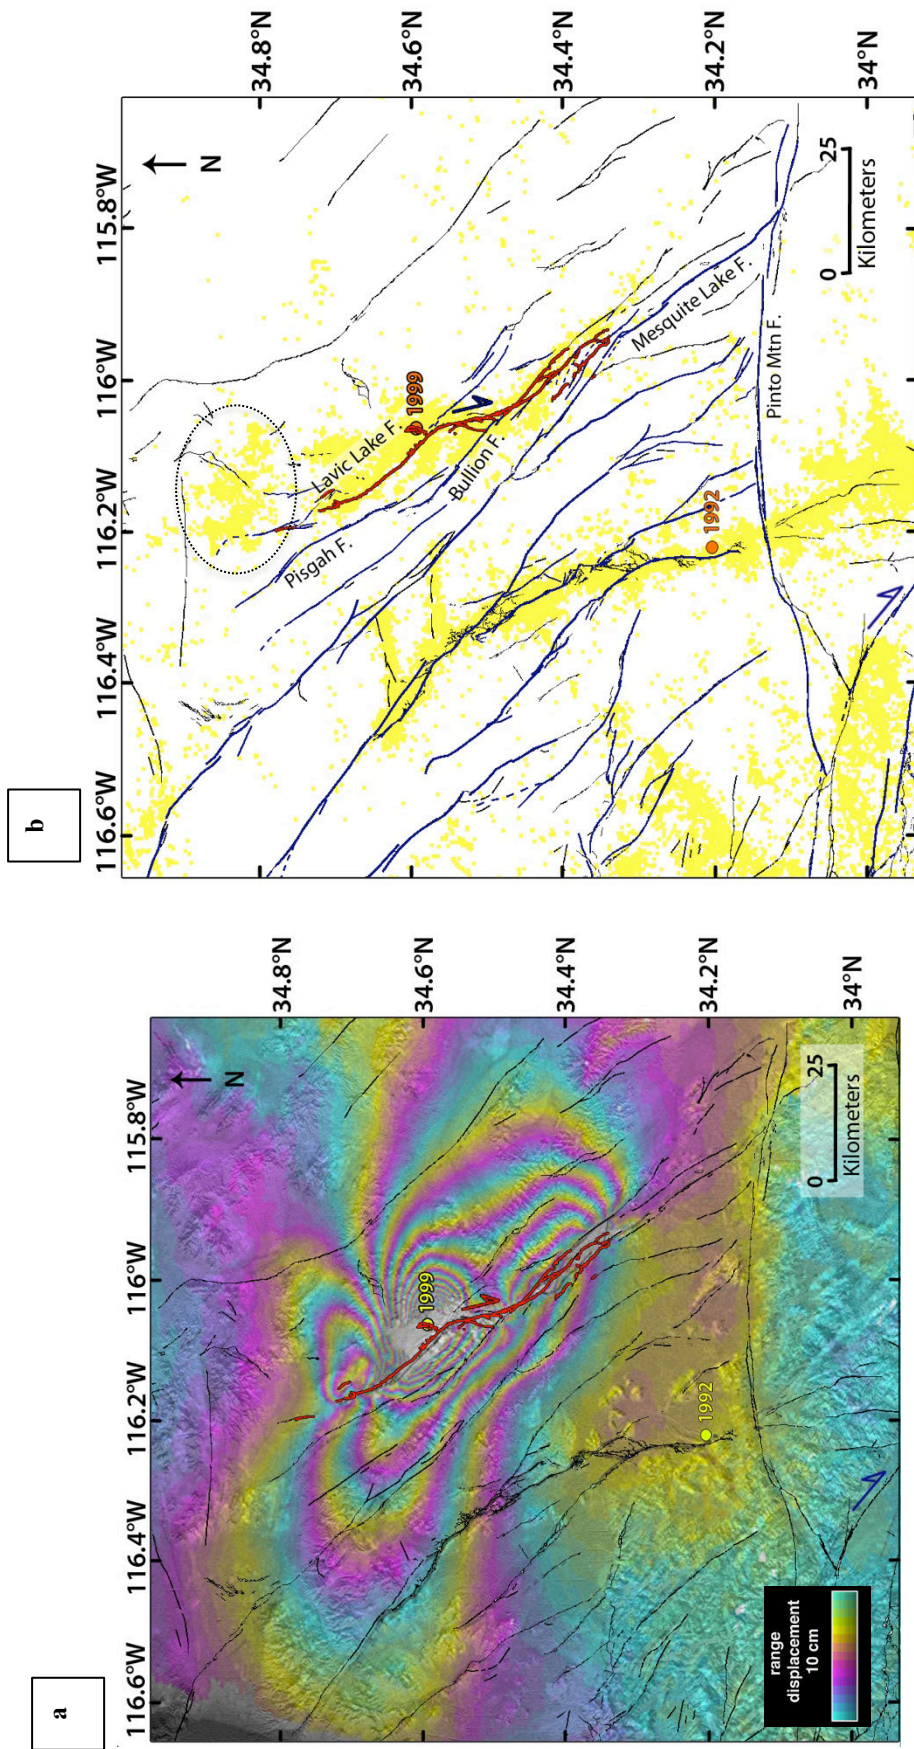 a
116.6°W
116.4°W
116.2°W
116°W
115.8°W
N
34.8°N
34.6°N
34.4°N
34.2°N
34°N
1999
1992
range
displacement
10 cm
0 25
Kilometers
b
116.6°W
116.4°W
116.2°W
116°W
115.8°W
N
34.8°N
34.6°N
34.4°N
34.2°N
34°N
Pisgah F.
Lavic Lake F.
1999
Bullion F.
Mesquite Lake F.
1992
Pinto Mtn F.
0 25
Kilometers